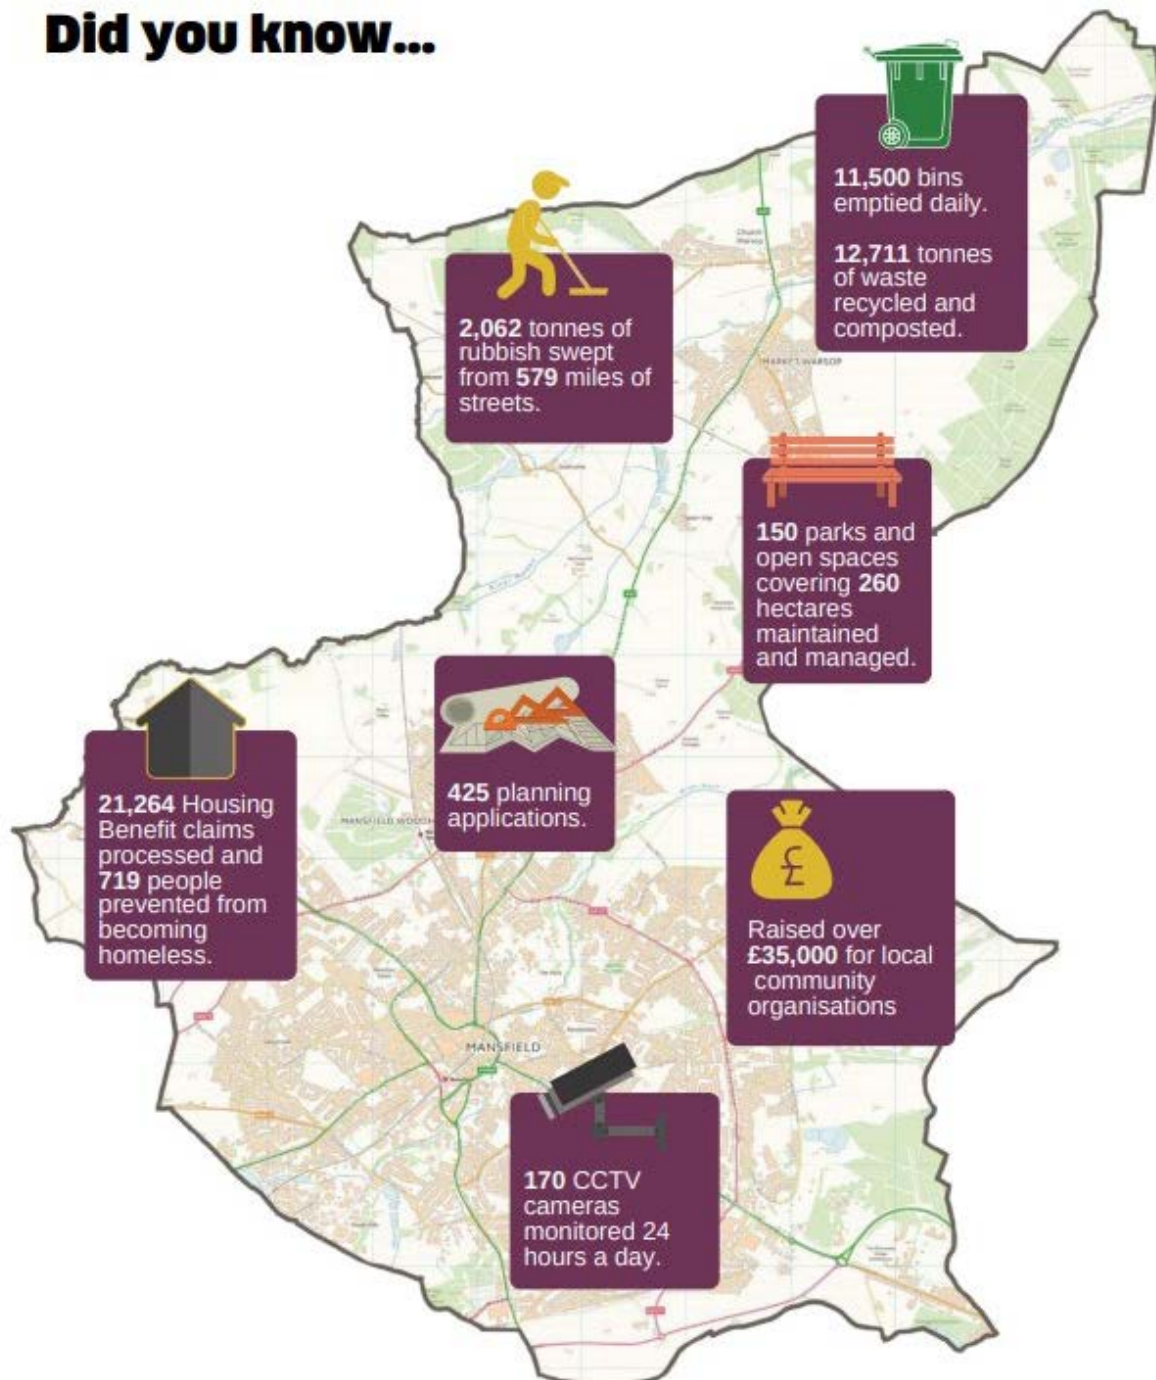 Did you know...
11,500 bins
emptied daily.
12,711 tonnes
of waste
recycled and
composted.
2,062 tonnes of
rubbish swept
from 579 miles of
streets.
MARKET WARSOP
150 parks and
open spaces
covering 260
hectares
maintained
and managed.
425 planning
applications.
21,264 Housing
Benefit claims
processed and
719 people
prevented from
becoming
homeless.
MANSFIELD
£
Raised over
£35,000 for local
community
organisations
MANSFIELD
170 CCTV
cameras
monitored 24
hours a day.